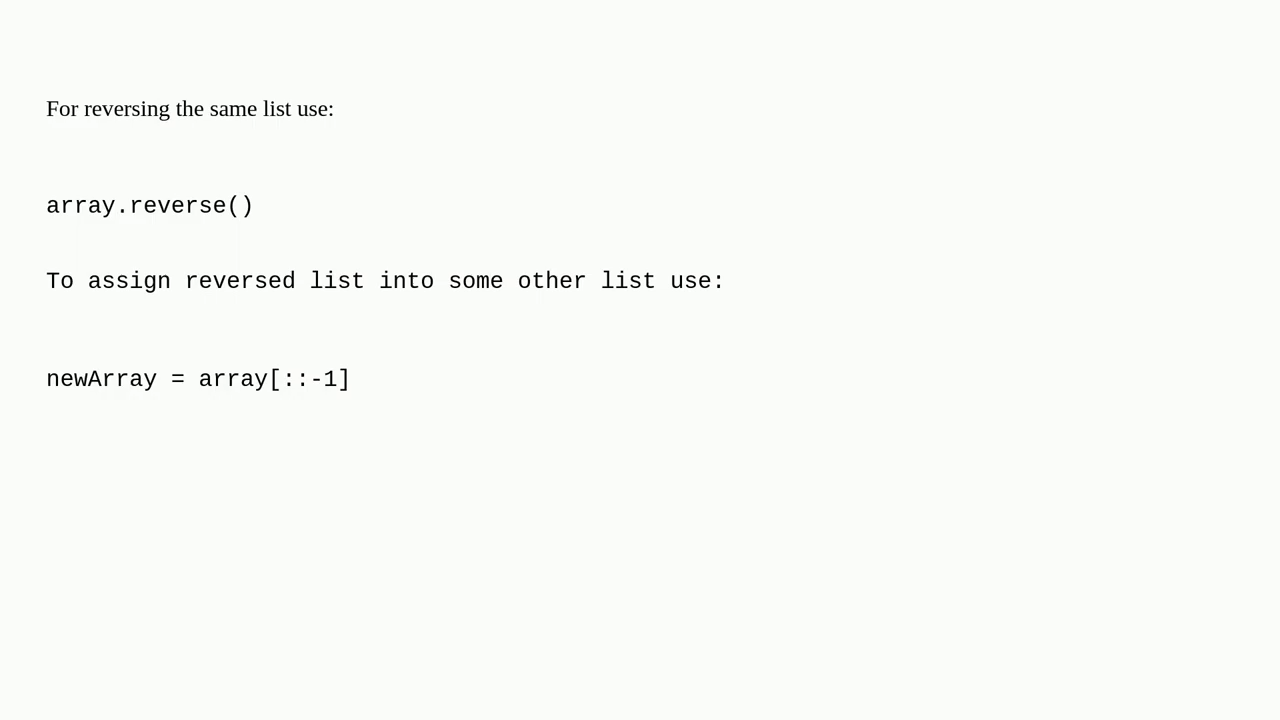 For reversing the same list use:
array.reverse()
To assign reversed list into some other list use:
newArray = array[::-1]